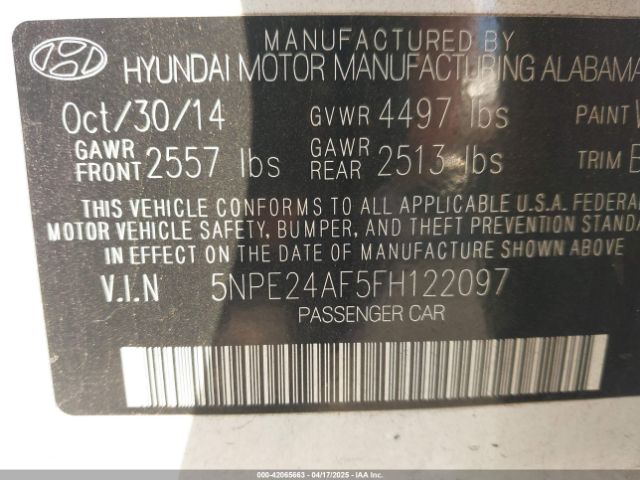 MANUFACTURED BY
HYUNDAI MOTOR MANUFACTURING ALABAMA
Oct/30/14 GVWR 4497 lbs PAINT
GAWR FRONT 2557 lbs GAWR REAR 2513 lbs TRIM
THIS VEHICLE CONFORMS TO ALL APPLICABLE U.S.A. FEDERAL
MOTOR VEHICLE SAFETY, BUMPER, AND THEFT PREVENTION STANDA
IN EFFECT ON THE DATE OF MANUFACTURE SHOWN ABOVE
V.I.N 5NPE24AF5FH122097
PASSENGER CAR
000-42065663 04/17/2025 COPYRIGHT IAA